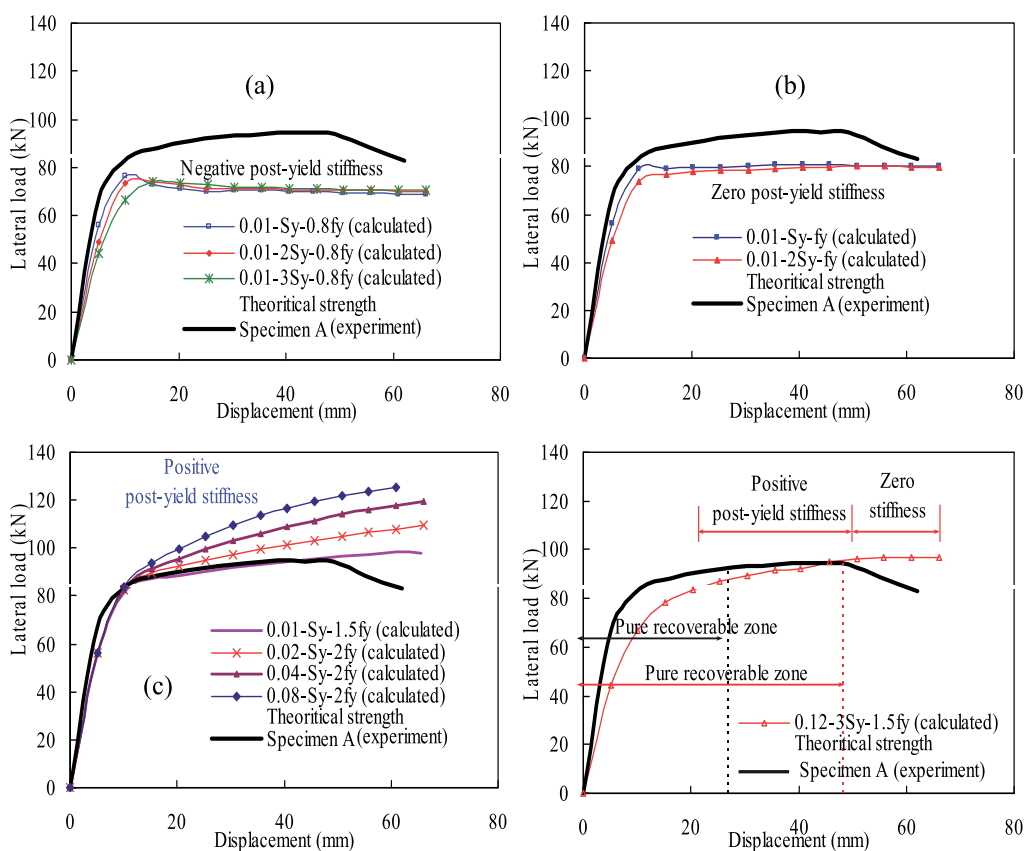 140
120
100
80
60
40
20
0
Lateral load (kN)
(a)
Negative post-yield stiffness
0.01-Sy-0.8fy (calculated)
0.01-2Sy-0.8fy (calculated)
0.01-3Sy-0.8fy (calculated)
Theoritical strength
Specimen A (experiment)
0 20 40 60 80
Displacement (mm)
140
120
100
80
60
40
20
0
Lateral load (kN)
(b)
Zero post-yield stiffness
0.01-Sy-fy (calculated)
0.01-2Sy-fy (calculated)
Theoritical strength
Specimen A (experiment)
0 20 40 60 80
Displacement (mm)
140
120
100
80
60
40
20
0
Lateral load (kN)
Positive
post-yield stiffness
(c)
0.01-Sy-1.5fy (calculated)
0.02-Sy-2fy (calculated)
0.04-Sy-2fy (calculated)
0.08-Sy-2fy (calculated)
Theoritical strength
Specimen A (experiment)
0 20 40 60 80
Displacement (mm)
140
120
100
80
60
40
20
0
Lateral load (kN)
Positive
post-yield stiffness
Zero
stiffness
Pure recoverable zone
Pure recoverable zone
0.12-3Sy-1.5fy (calculated)
Theoritical strength
Specimen A (experiment)
0 20 40 60 80
Displacement (mm)